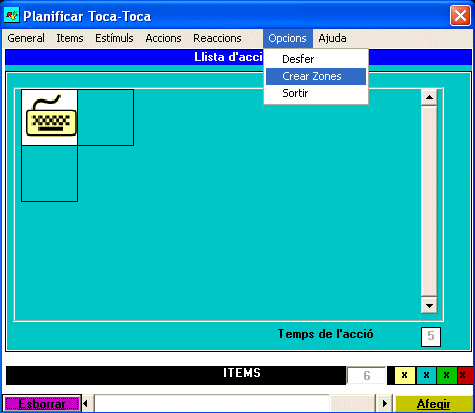 Planificar Toca-Toca
General Items Estímuls Accions Reaccions Opcions Ajuda
Llista d'acci
Desfer
Crear Zones
Sortir
Temps de l'acció 5
ITEMS 6 x x x x
Esborrar Afegir